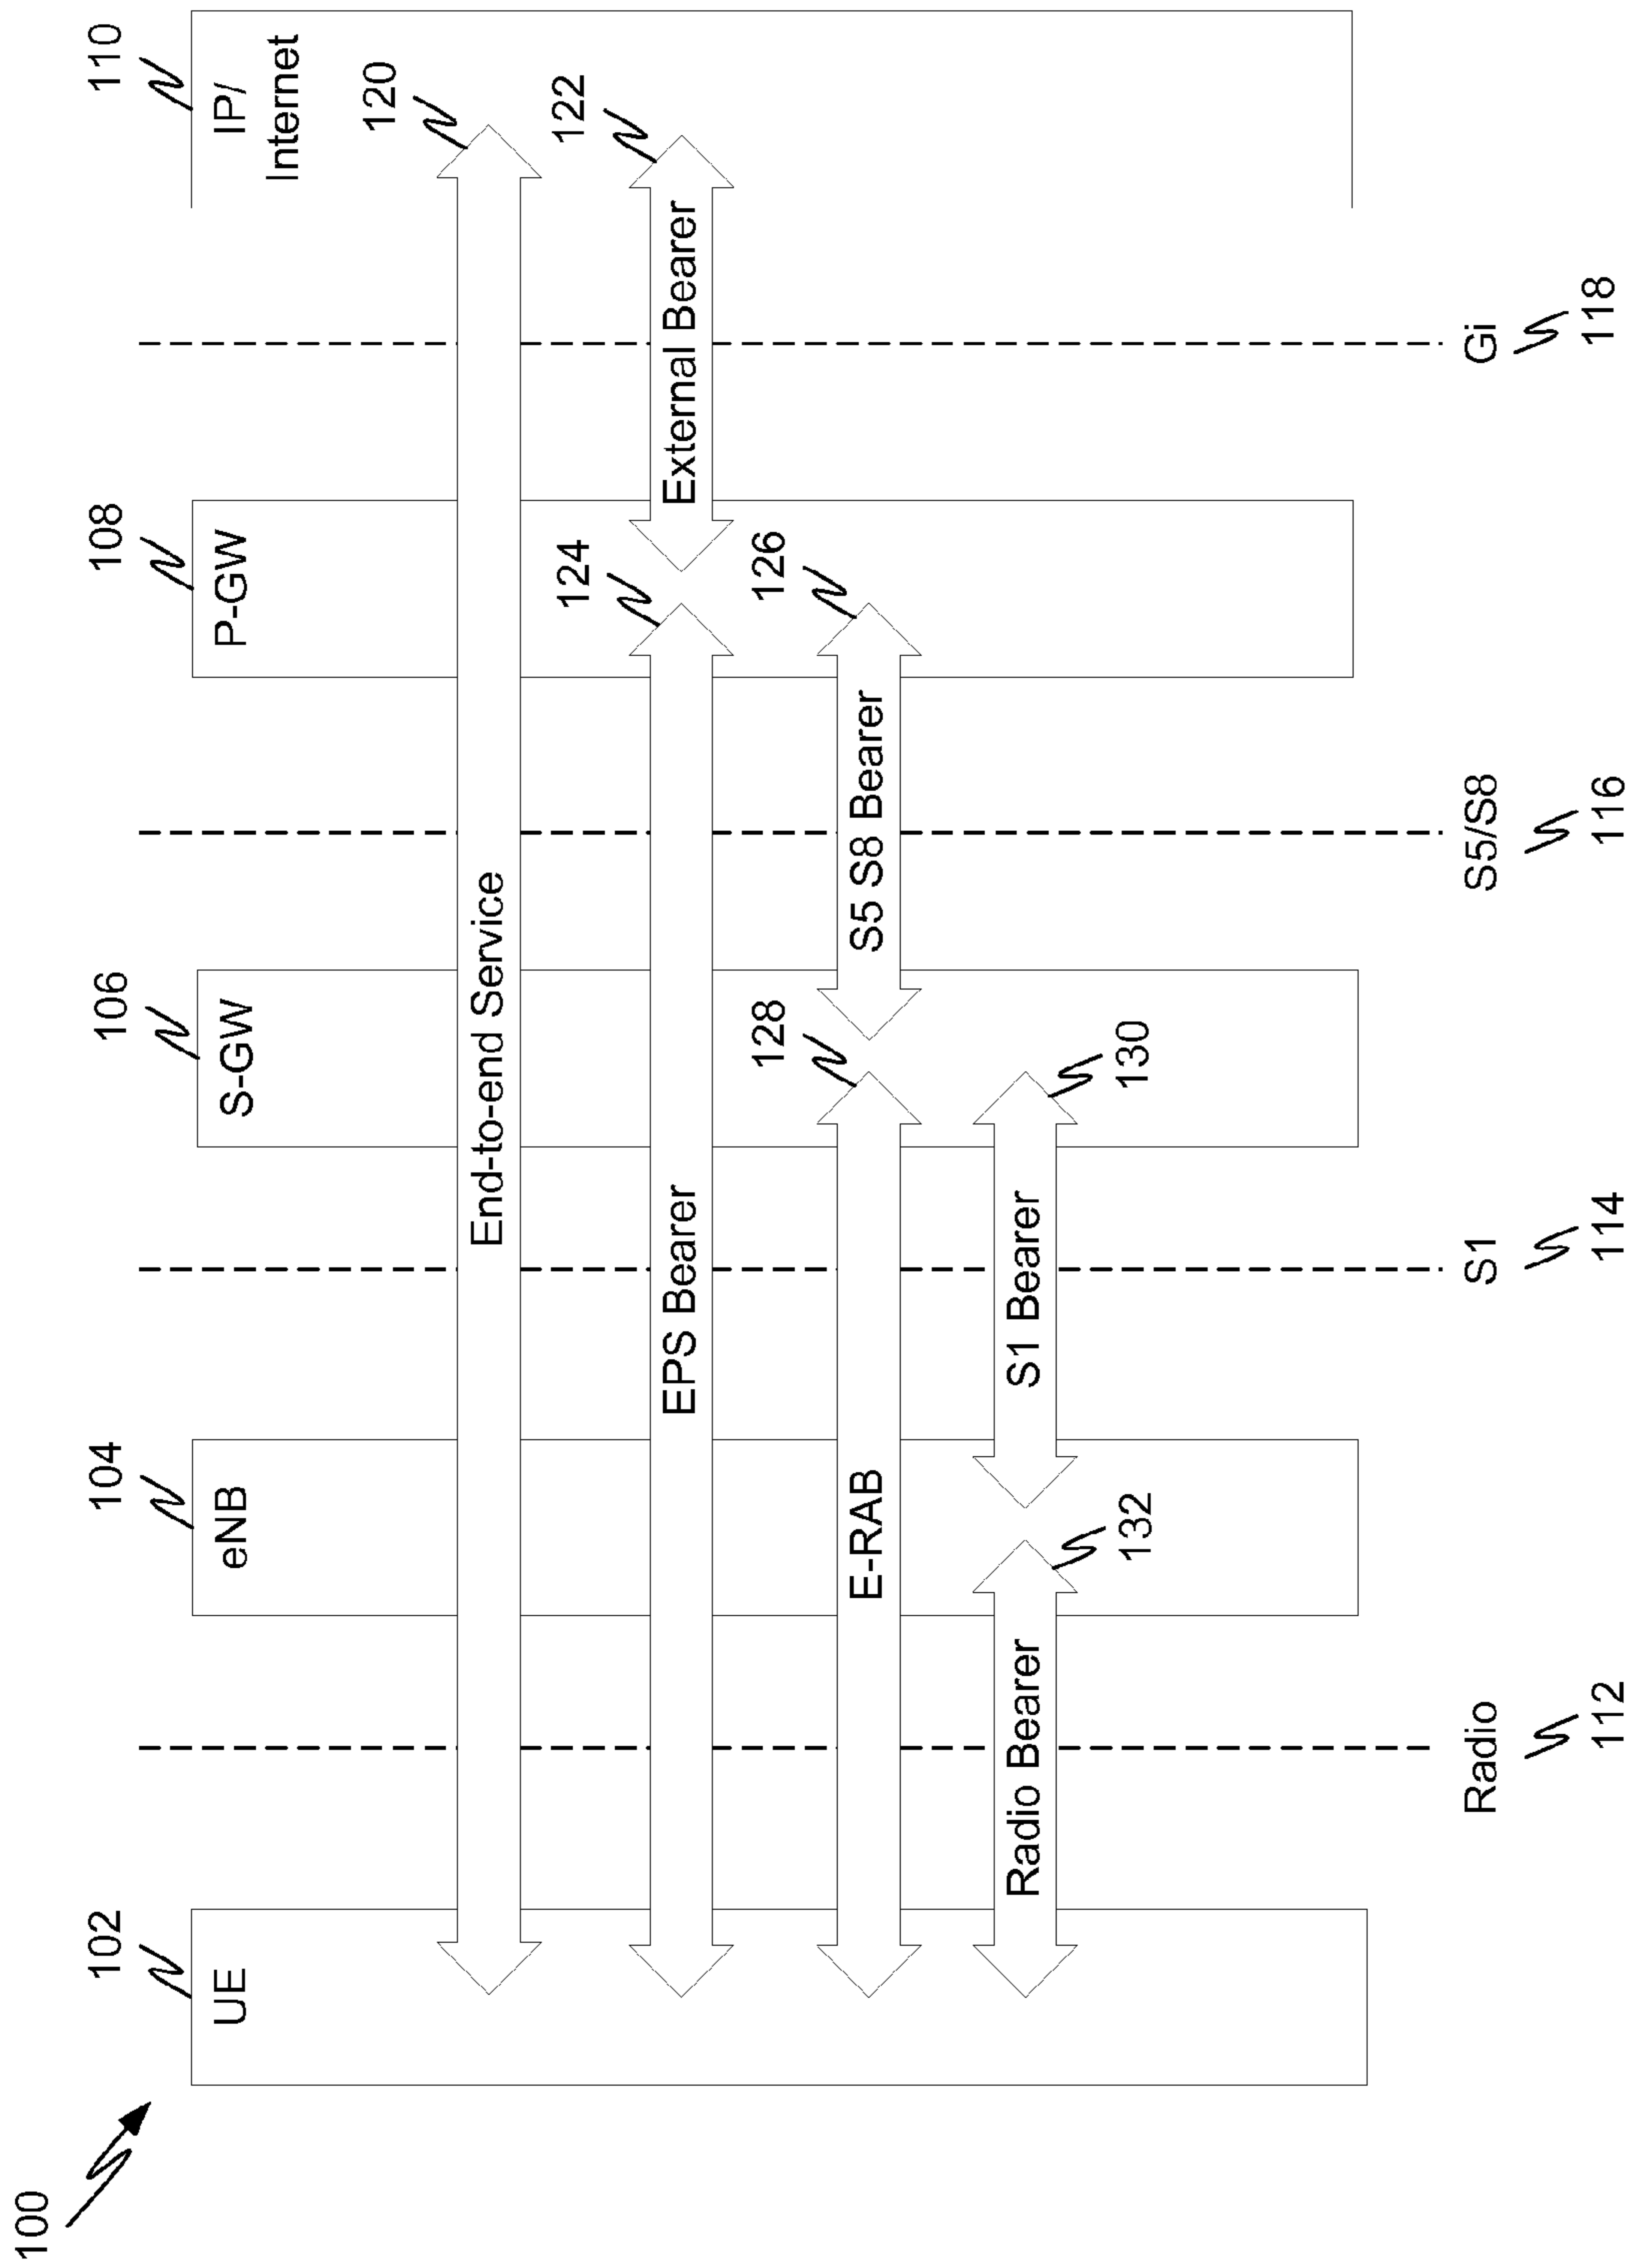 100
102
104
106
108
110
UE
eNB
S-GW
P-GW
IP/
Internet
120
End-to-end Service
122
124
EPS Bearer
External Bearer
126
128
E-RAB
S5 S8 Bearer
130
132
Radio Bearer
S1 Bearer
Radio
S1
S5/S8
Gi
112
114
116
118